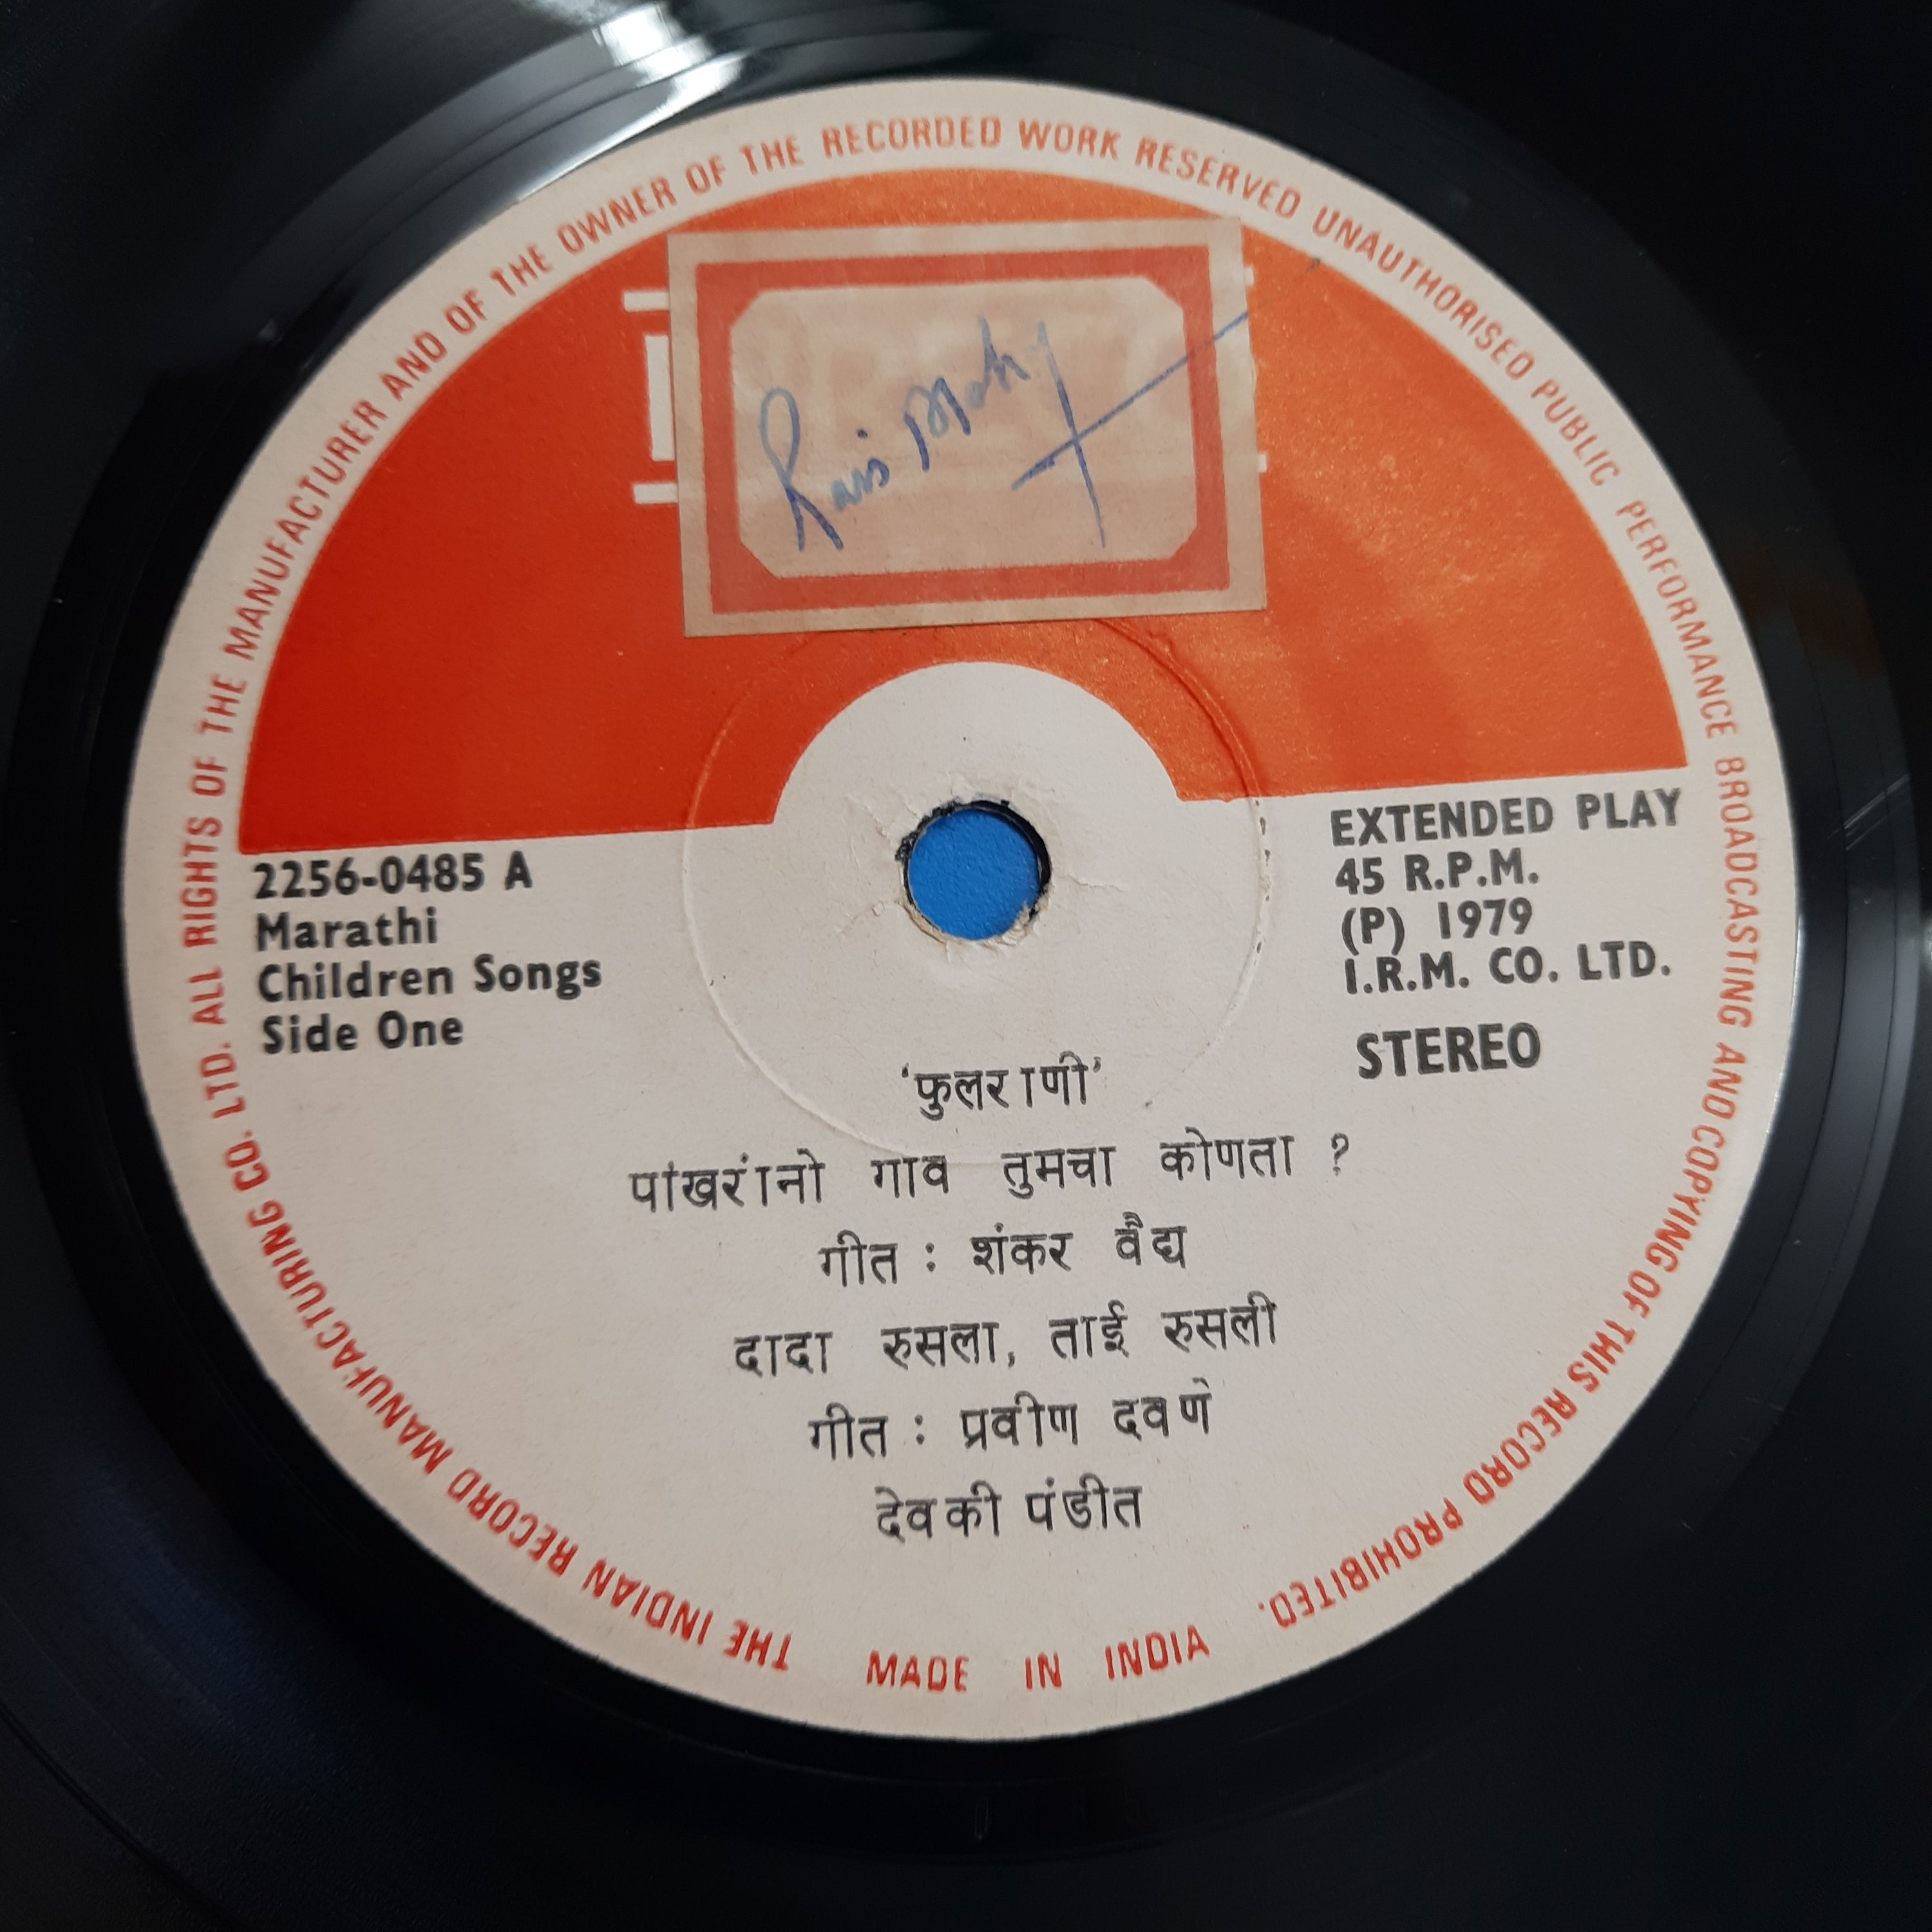 THE INDIAN RECORD MANUFACTURING CO. LTD. ALL RIGHTS OF THE MANUFACTURER AND OF THE OWNER OF THE RECORDED WORK RESERVED UNAUTHORISED PUBLIC PERFORMANCE BROADCASTING AND COPYING OF THIS RECORD PROHIBITED.
2256-0485 A
Marathi
Children Songs
Side One
EXTENDED PLAY
45 R.P.M.
(P) 1979
I.R.M. CO. LTD.
STEREO
‘फुलराणी’
पांखरांनो गाव तुमचा कोणता ?
गीत : शंकर वैद्य
दादा रुसला, ताई रुसली
गीत : प्रवीण दवणे
देवकी पंडीत
MADE IN INDIA